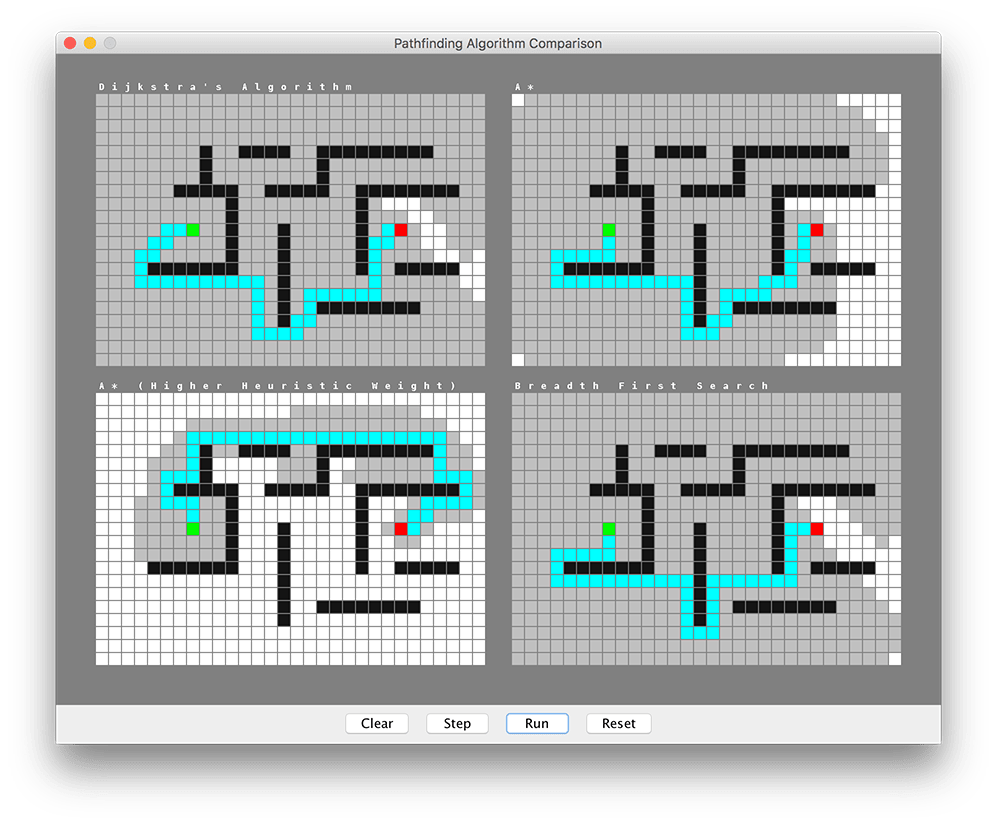 Pathfinding Algorithm Comparison
Dijkstra's Algorithm
A*
A* (Higher Heuristic Weight)
Breadth First Search
Clear
Step
Run
Reset